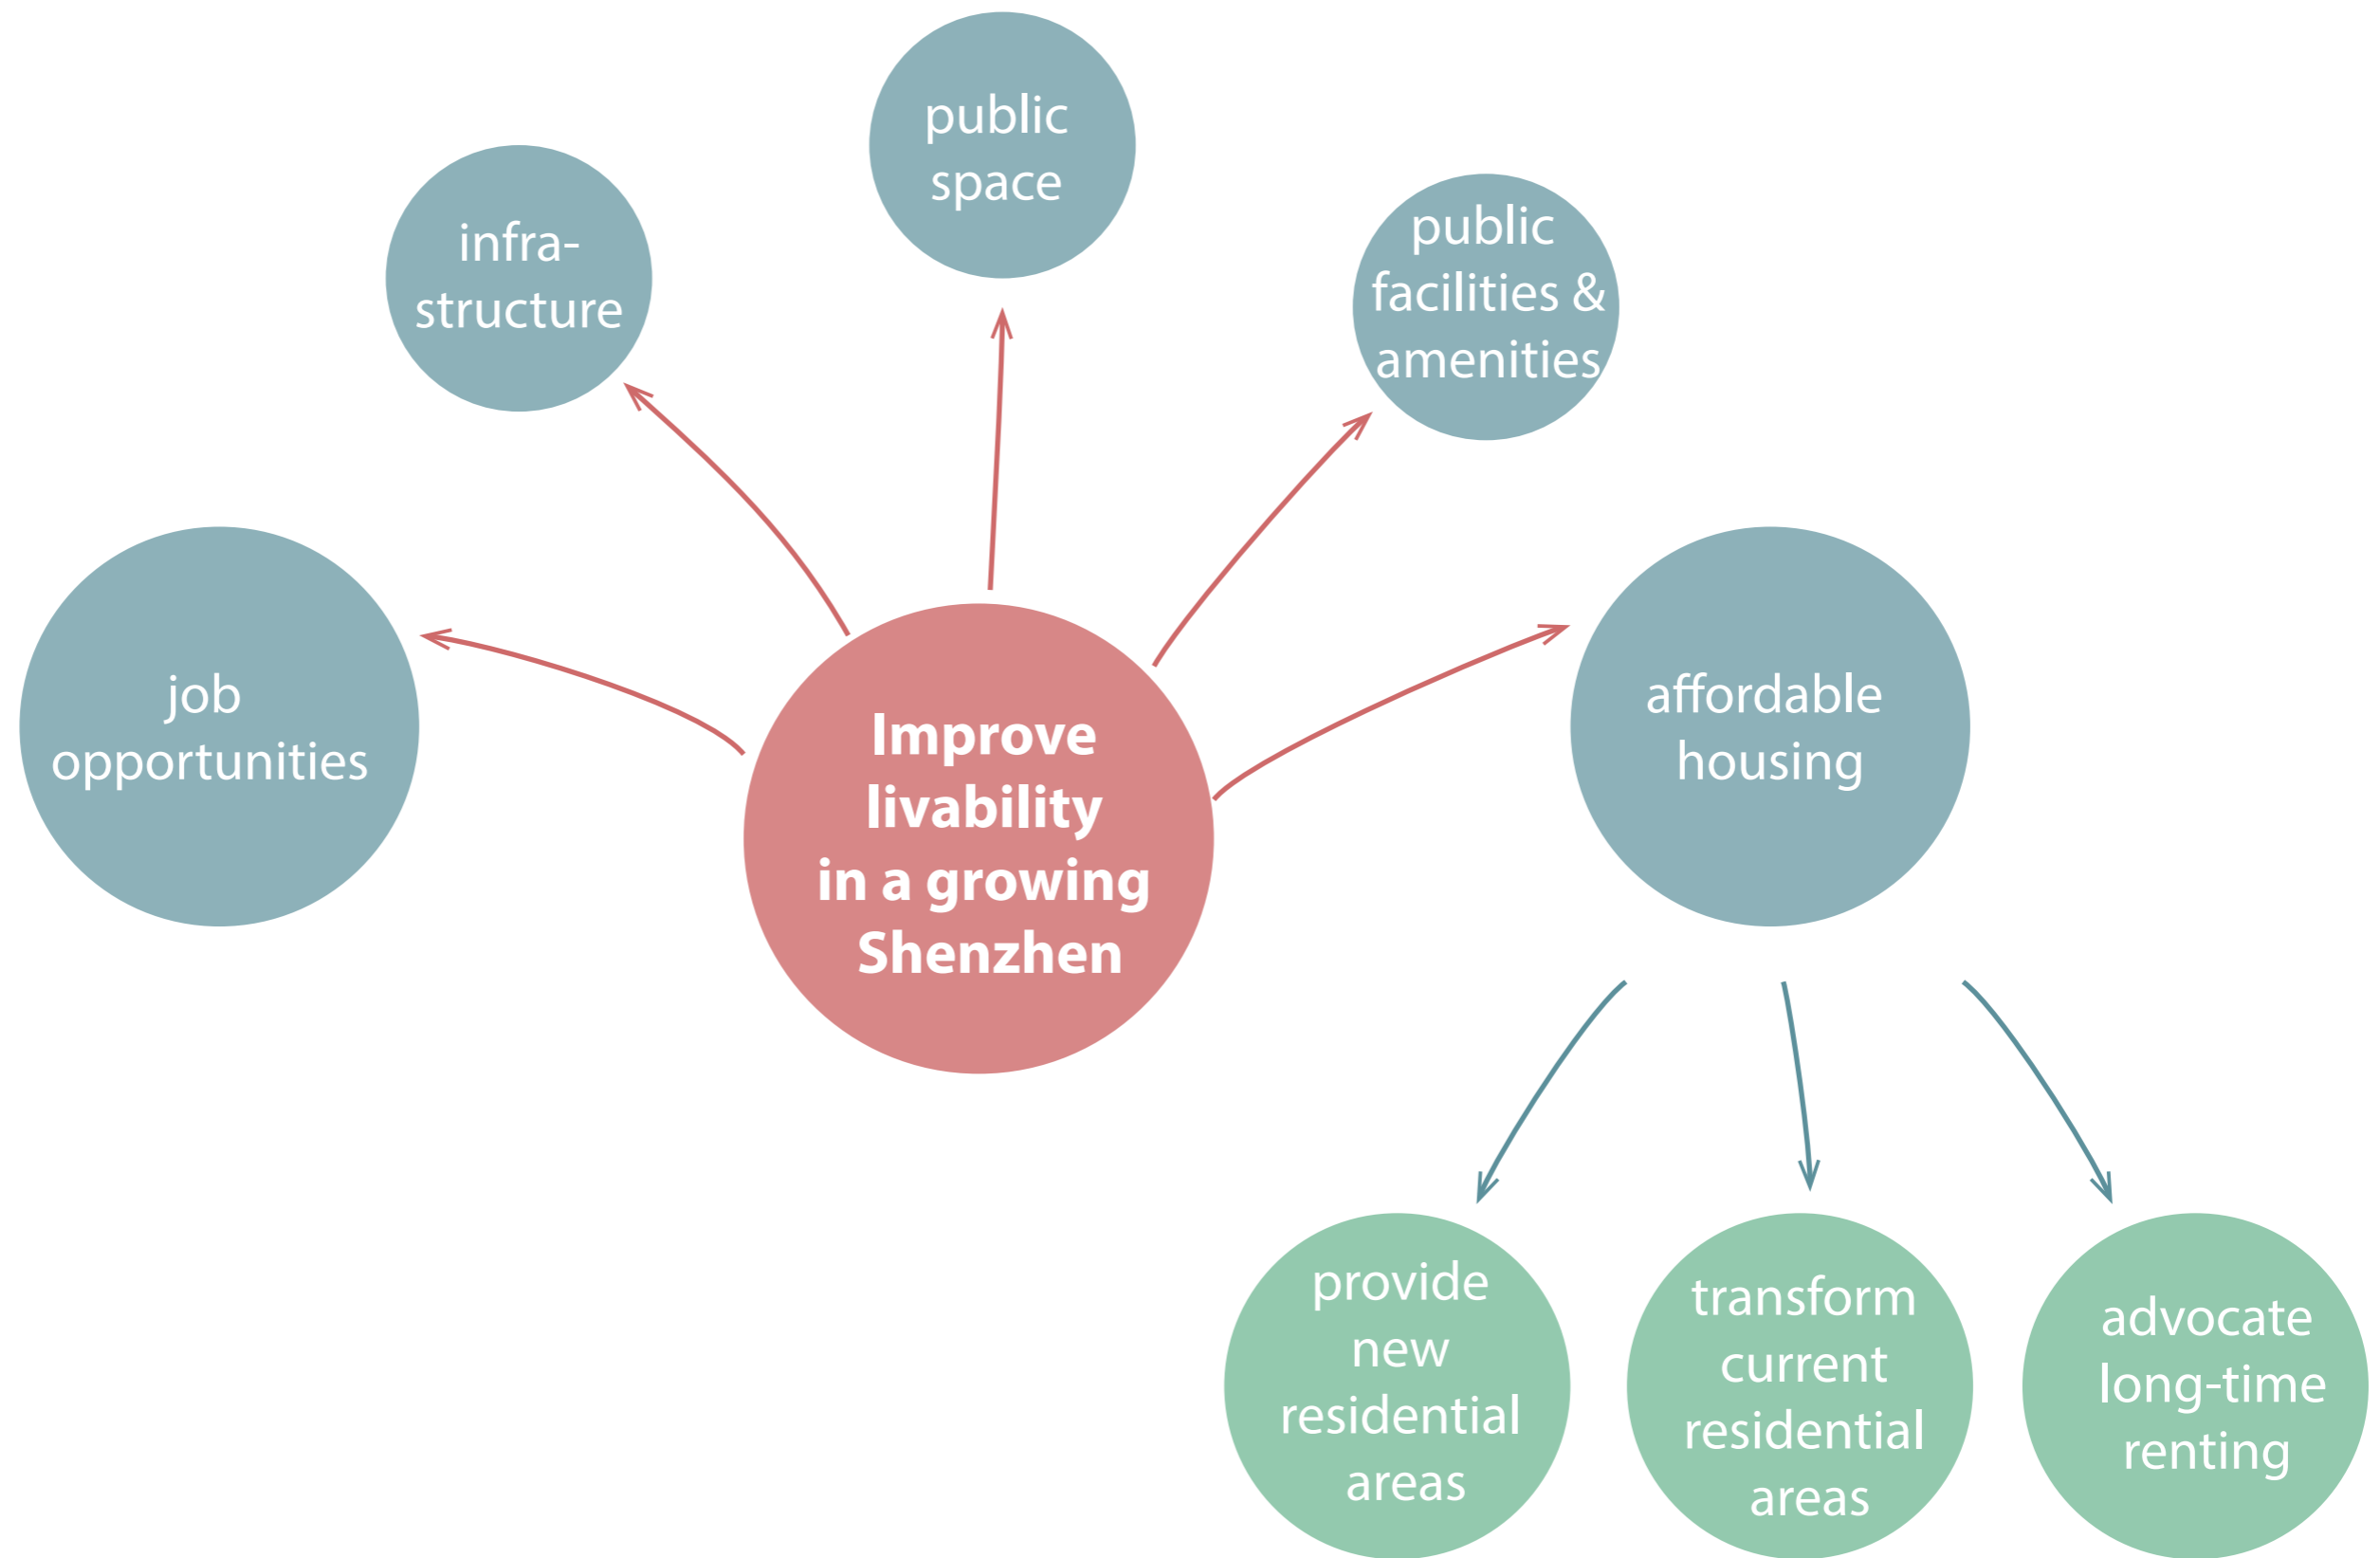 public
space
infra-
structure
public
facilities &
amenities
job
opportunities
affordable
housing
Improve
livability
in a growing
Shenzhen
provide
new
residential
areas
transform
current
residential
areas
advocate
long-time
renting